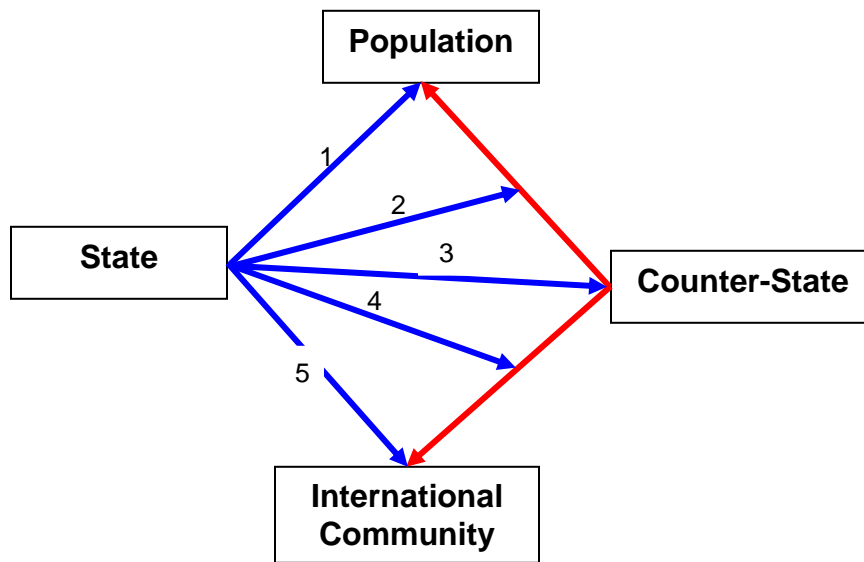 Population
1
2
State
3
Counter-State
4
5
International
Community